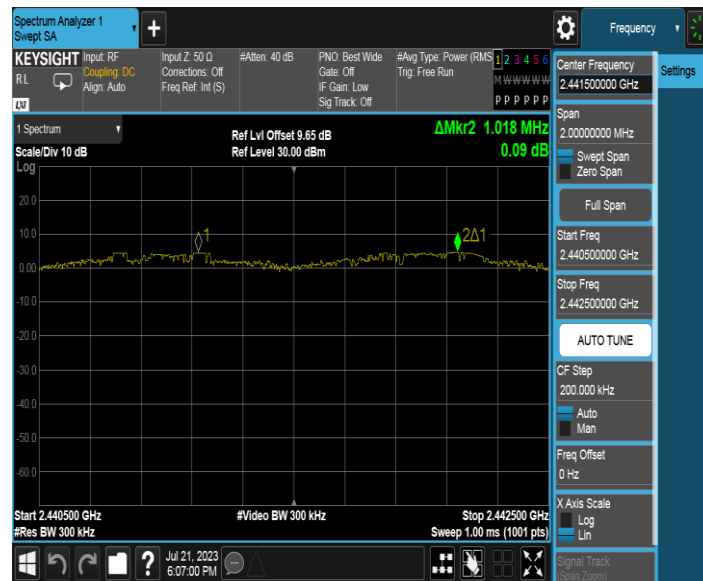 Spectrum Analyzer 1
Swept SA
Frequency
KEYSIGHT
RL
LXI
Input: RF
Coupling: DC
Align: Auto
Input Z: 50 Ω
Corrections: Off
Freq Ref: Int (S)
#Atten: 40 dB
PNO: Best Wide
Gate: Off
IF Gain: Low
Sig Track: Off
#Avg Type: Power (RMS
Trig: Free Run
1 2 3 4 5 6
M W W W W W
P P P P P P
Settings
1 Spectrum
Scale/Div 10 dB
Log
Ref Lvl Offset 9.65 dB
Ref Level 30.00 dBm
ΔMkr2 1.018 MHz
0.09 dB
20.0
10.0
0.00
-10.0
-20.0
-30.0
-40.0
-50.0
-60.0
1
2Δ1
Start 2.440500 GHz
#Res BW 300 kHz
#Video BW 300 kHz
Stop 2.442500 GHz
Sweep 1.00 ms (1001 pts)
Jul 21, 2023
6:07:00 PM
?
Center Frequency
2.441500000 GHz
Span
2.00000000 MHz
Swept Span
Zero Span
Full Span
Start Freq
2.440500000 GHz
Stop Freq
2.442500000 GHz
AUTO TUNE
CF Step
200.000 kHz
Auto
Man
Freq Offset
0 Hz
X Axis Scale
Log
Lin
Signal Track
(Span Zoom)